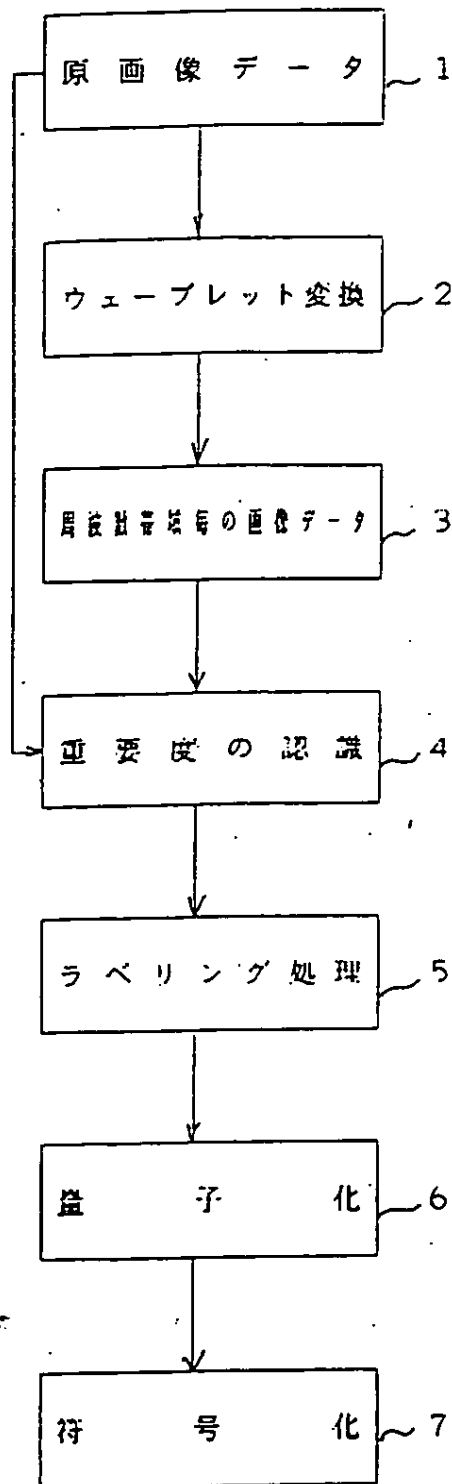 原画像データ 1
ウェーブレット変換 2
周波数帯域毎の画像データ 3
重要度の認識 4
ラベリング処理 5
量子化 6
符号化 7